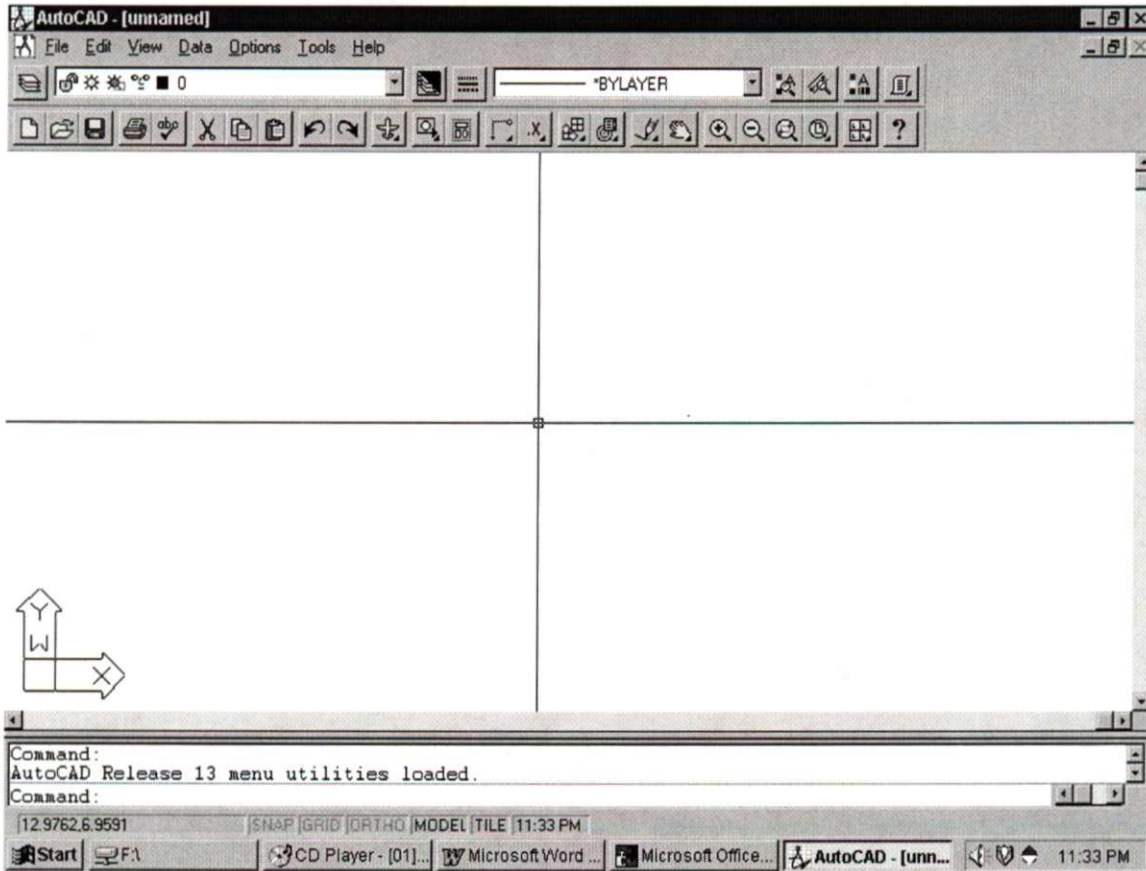 AutoCAD - [unnamed]
File Edit View Data Options Tools Help
0
*BYLAYER
abc .X A A ?
Y
W
X
Command:
AutoCAD Release 13 menu utilities loaded.
Command:
12.9762,6.9591 SNAP GRID ORTHO MODEL TILE 11:33 PM
Start F:\ CD Player - [01]... Microsoft Word ... Microsoft Office... AutoCAD - [unn... 11:33 PM